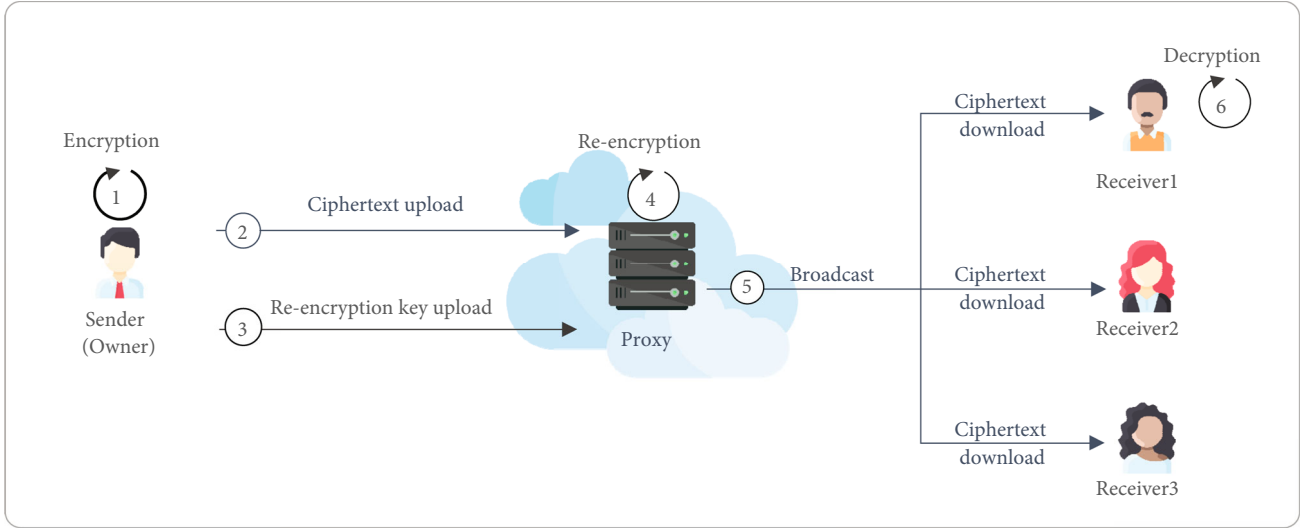 Encryption
1
Sender
(Owner)
2
Ciphertext upload
3
Re-encryption key upload
Re-encryption
4
Proxy
5
Broadcast
Ciphertext
download
Decryption
6
Receiver1
Ciphertext
download
Receiver2
Ciphertext
download
Receiver3